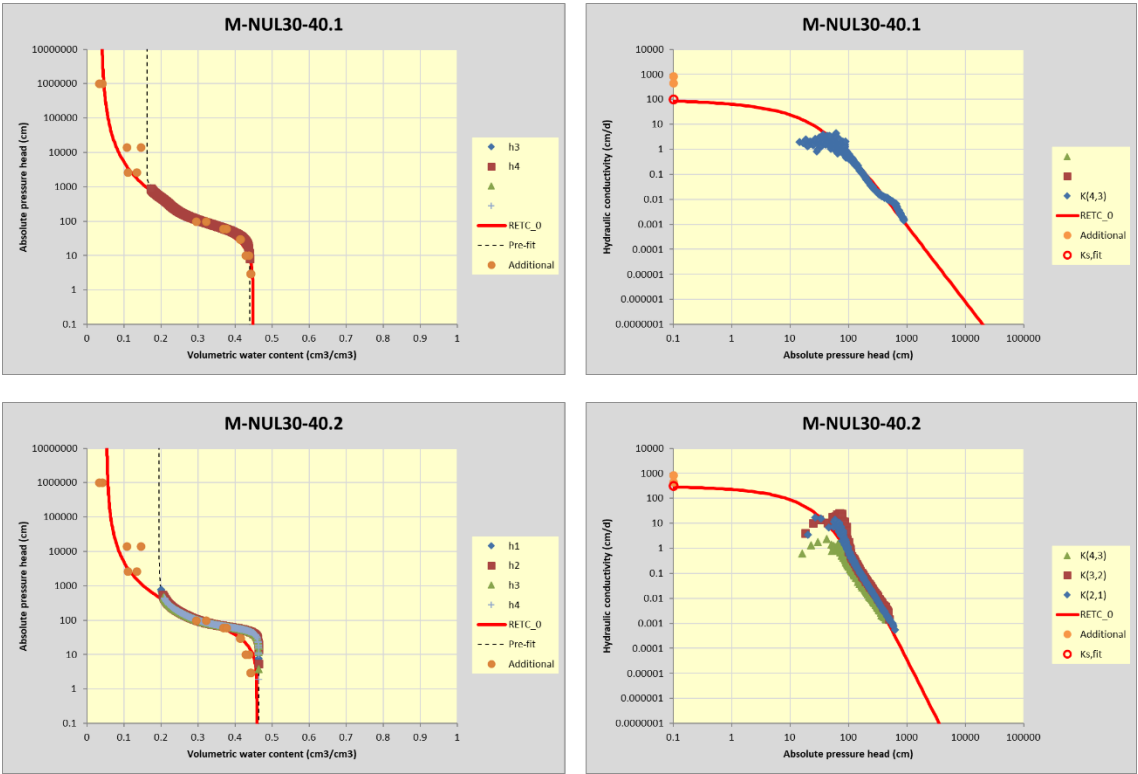 M-NUL30-40.1
Absolute pressure head (cm)
10000000
1000000
100000
10000
1000
100
10
1
0.1
0 0.1 0.2 0.3 0.4 0.5 0.6 0.7 0.8 0.9 1
Volumetric water content (cm3/cm3)
h3
h4
RETC_0
Pre-fit
Additional
M-NUL30-40.1
Hydraulic conductivity (cm/d)
10000
1000
100
10
1
0.1
0.01
0.001
0.0001
0.00001
0.000001
0.0000001
0.1 1 10 100 1000 10000 100000
Absolute pressure head (cm)
K(4,3)
RETC_0
Additional
Ks,fit
M-NUL30-40.2
Absolute pressure head (cm)
10000000
1000000
100000
10000
1000
100
10
1
0.1
0 0.1 0.2 0.3 0.4 0.5 0.6 0.7 0.8 0.9 1
Volumetric water content (cm3/cm3)
h1
h2
h3
h4
RETC_0
Pre-fit
Additional
M-NUL30-40.2
Hydraulic conductivity (cm/d)
10000
1000
100
10
1
0.1
0.01
0.001
0.0001
0.00001
0.000001
0.0000001
0.1 1 10 100 1000 10000 100000
Absolute pressure head (cm)
K(4,3)
K(3,2)
K(2,1)
RETC_0
Additional
Ks,fit